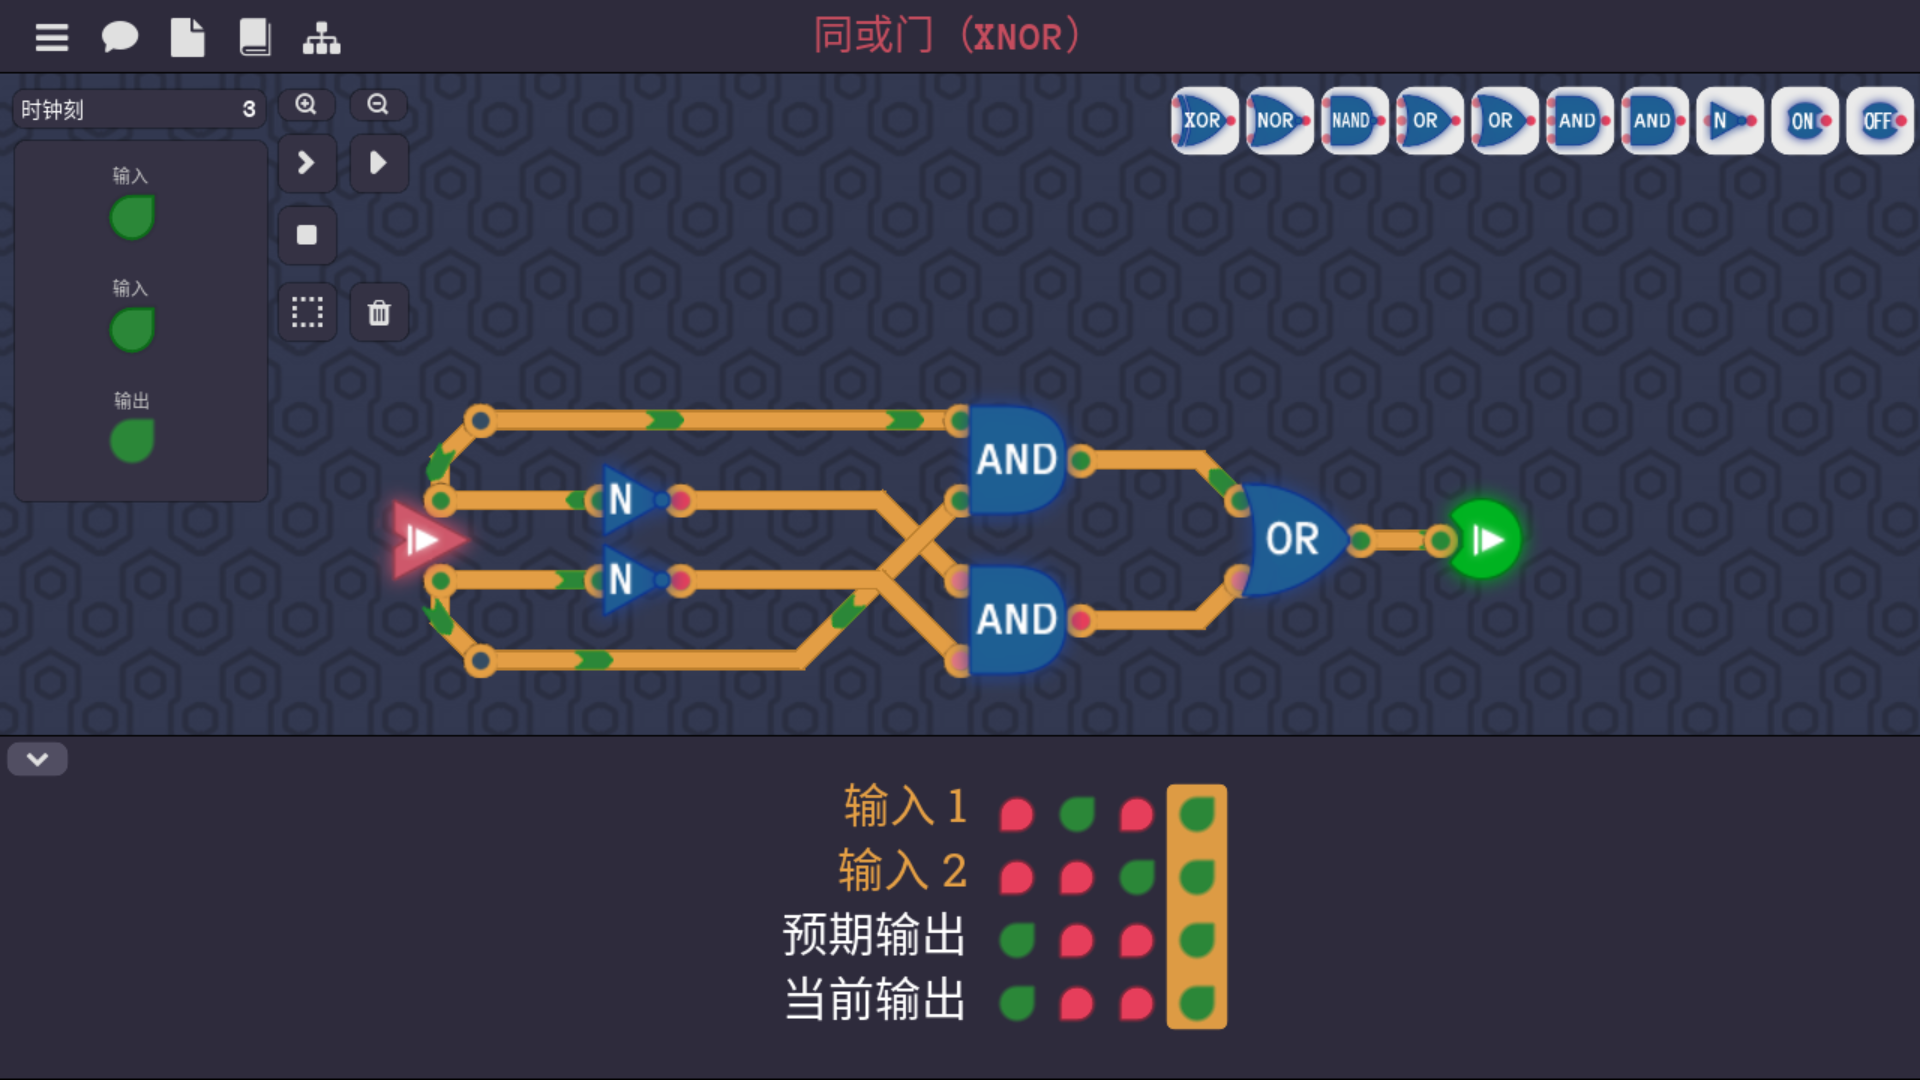 同或门（XNOR）
时钟刻 3
XOR NOR NAND OR OR AND AND N ON OFF
输入
输入
输出
AND
N
OR
N
AND
输入 1
输入 2
预期输出
当前输出